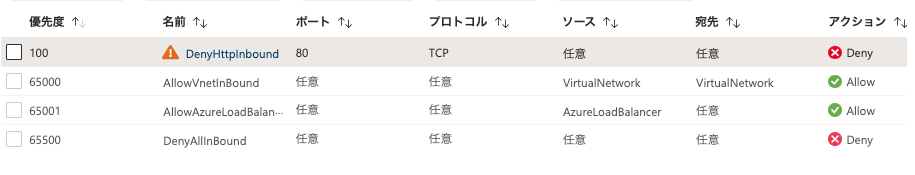 優先度 ↑↓ 名前 ↑↓ ポート ↑↓ プロトコル ↑↓ ソース ↑↓ 宛先 ↑↓ アクション ↑↓
100 DenyHttpInbound 80 TCP 任意 任意 Deny
65000 AllowVnetInBound 任意 任意 VirtualNetwork VirtualNetwork Allow
65001 AllowAzureLoadBalan… 任意 任意 AzureLoadBalancer 任意 Allow
65500 DenyAllInBound 任意 任意 任意 任意 Deny